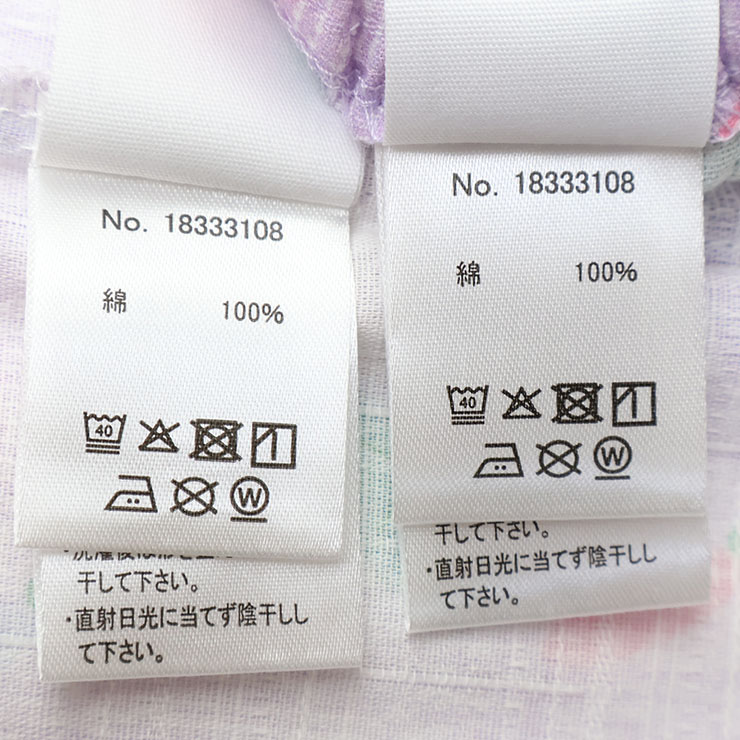 No. 18333108
綿 100%
40
W
干して下さい。
・直射日光に当てず陰干しし
て下さい。
No. 18333108
綿 100%
40
W
干して下さい。
・直射日光に当てず陰干しし
て下さい。